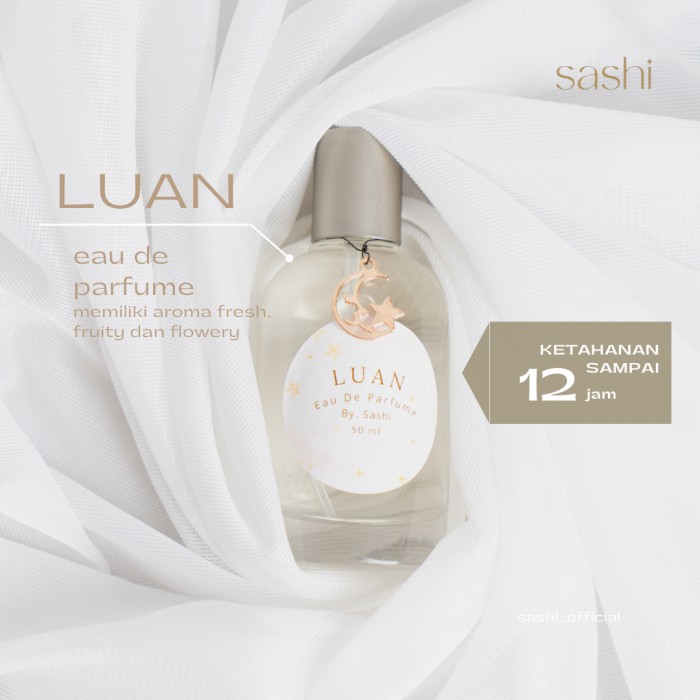 sashi
LUAN
eau de
parfume
memiliki aroma fresh,
fruity dan flowery
LUAN
Eau De Parfume
By. Sashi
50 ml
KETAHANAN
SAMPAI
12 jam
sashi_official